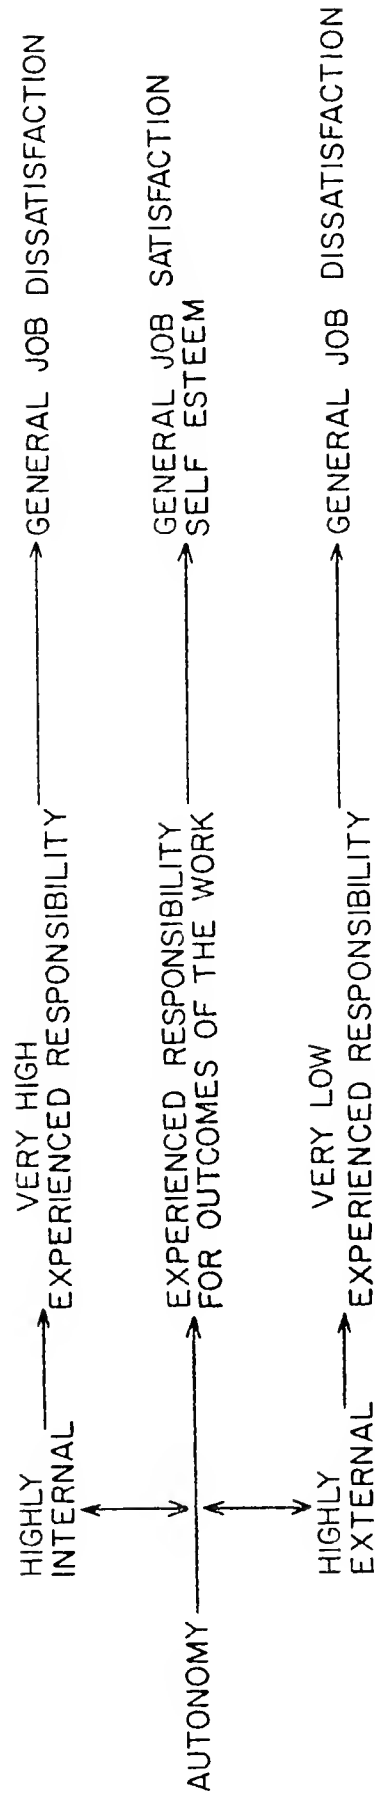 HIGHLY
INTERNAL
VERY HIGH
EXPERIENCED RESPONSIBILITY
GENERAL JOB DISSATISFACTION
AUTONOMY
EXPERIENCED RESPONSIBILITY
FOR OUTCOMES OF THE WORK
GENERAL JOB SATISFACTION
SELF ESTEEM
HIGHLY
EXTERNAL
VERY LOW
EXPERIENCED RESPONSIBILITY
GENERAL JOB DISSATISFACTION